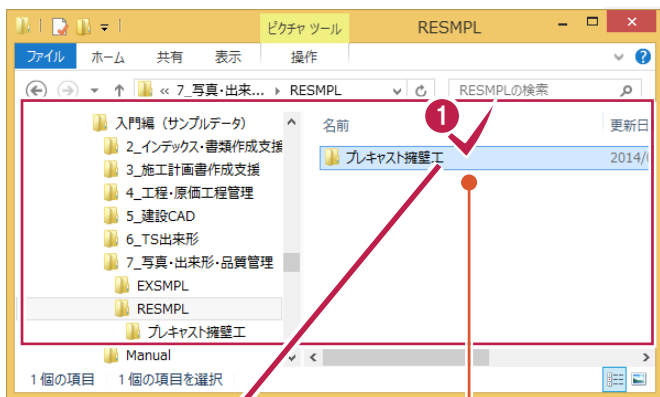 ピクチャ ツール
RESMPL
ファイル ホーム 共有 表示 操作
« 7_写真・出来... RESMPL
RESMPLの検索
入門編（サンプルデータ）
2_インデックス・書類作成支援
3_施工計画書作成支援
4_工程・原価工程管理
5_建設CAD
6_TS出来形
7_写真・出来形・品質管理
EXSMPL
RESMPL
プレキャスト擁壁工
Manual
名前
更新日
1
プレキャスト擁壁工
2014/
1 個の項目 1 個の項目を選択